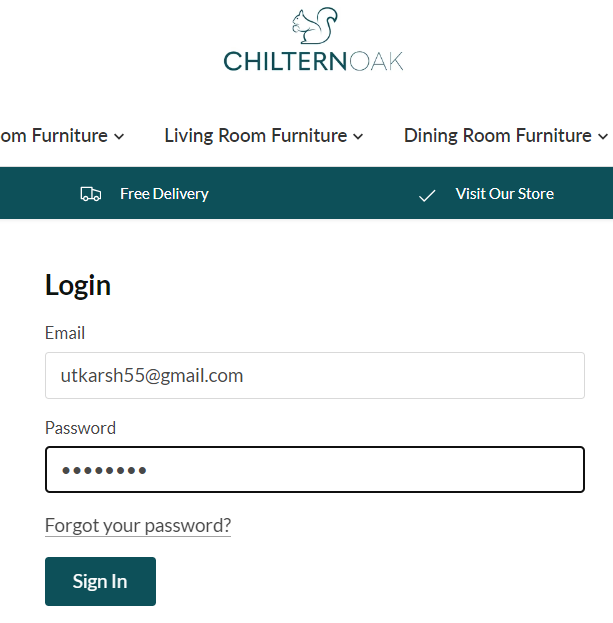 CHILTERNOAK
om Furniture Living Room Furniture Dining Room Furniture
Free Delivery Visit Our Store
Login
Email
utkarsh55@gmail.com
Password
••••••••
Forgot your password?
Sign In